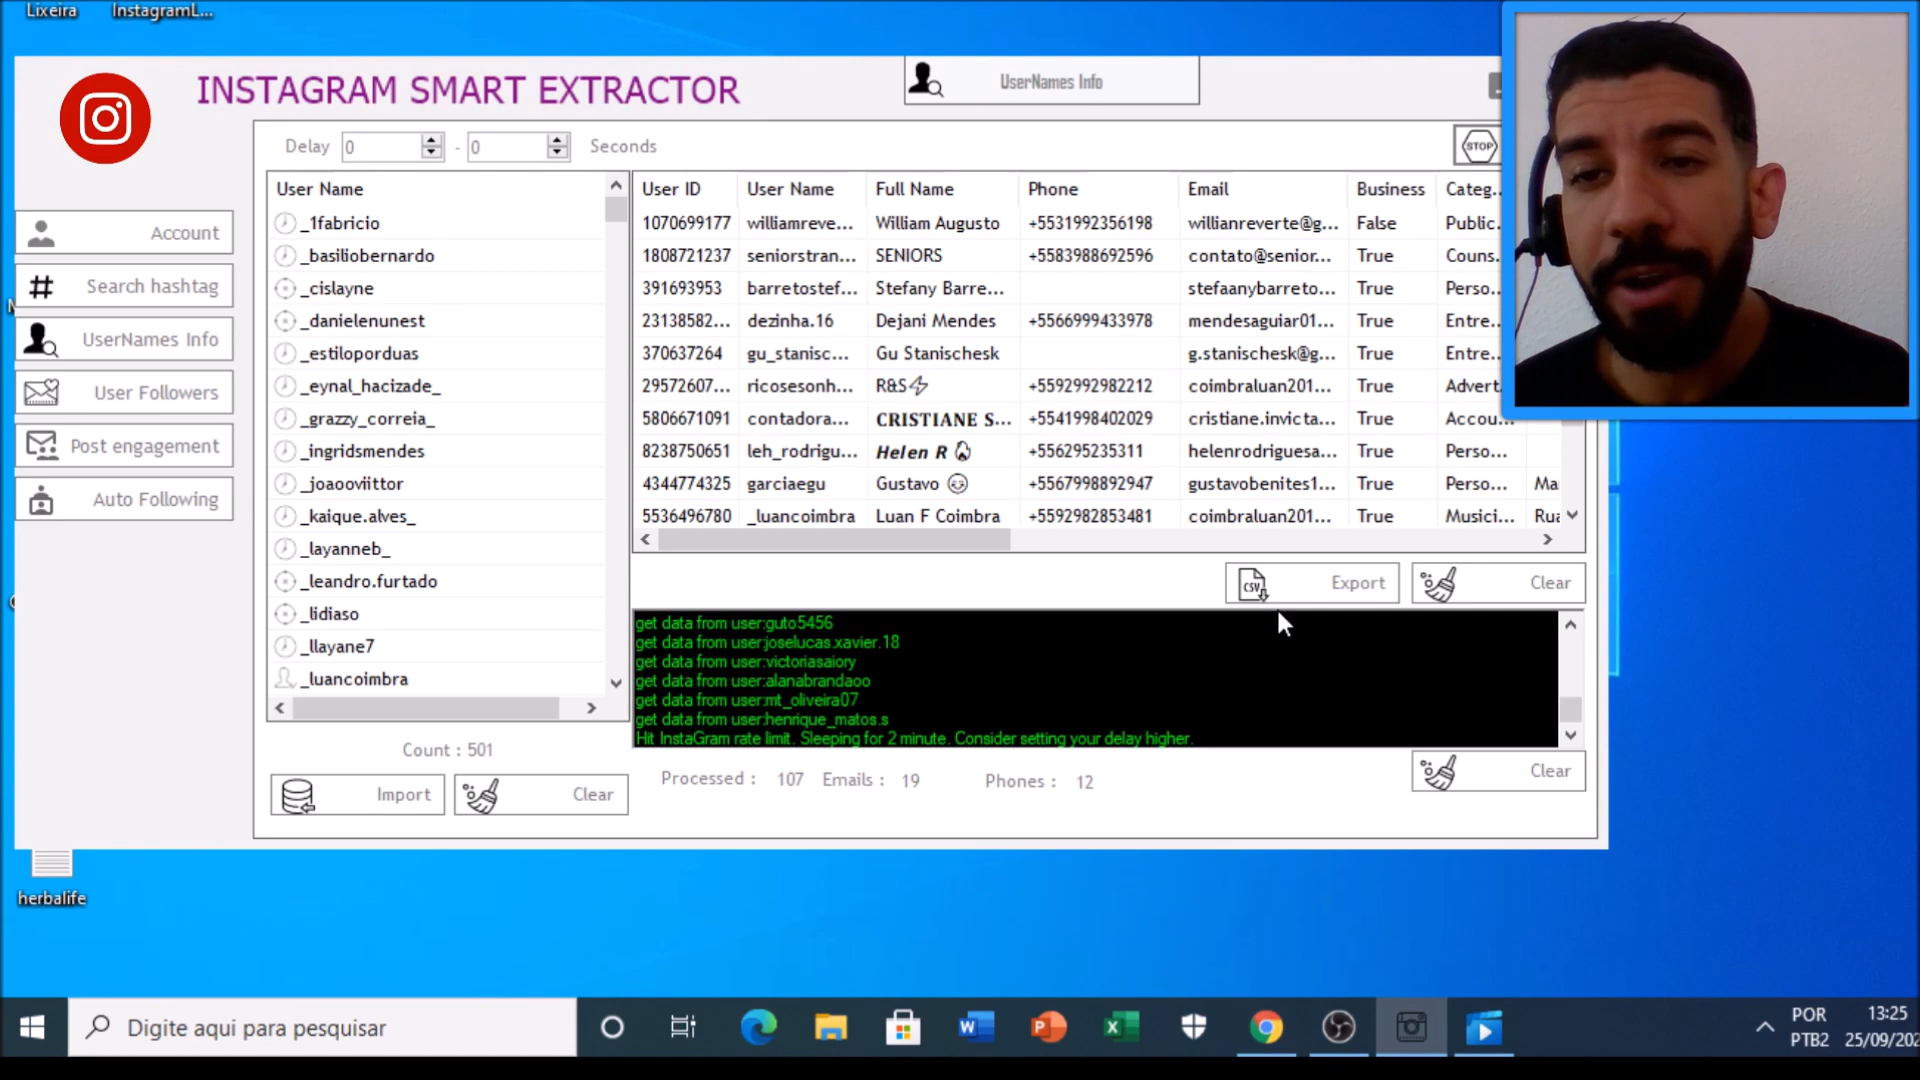 Lixeira InstagramL...
INSTAGRAM SMART EXTRACTOR
UserNames Info
Delay 0 - 0 Seconds
STOP
Account
Search hashtag
UserNames Info
User Followers
Post engagement
Auto Following
User Name
_1fabricio
_basiliobernardo
_cislayne
_danielenunest
_estiloporduas
_eynal_hacizade_
_grazzy_correia_
_ingridsmendes
_joaooviittor
_kaique.alves_
_layanneb_
_leandro.furtado
_lidiaso
_llayane7
_luancoimbra
Count : 501
Import Clear
User ID User Name Full Name Phone Email Business Categ..
1070699177 williamreve... William Augusto +5531992356198 willianreverte@g... False Public.
1808721237 seniorstran... SENIORS +5583988692596 contato@senior... True Couns.
391693953 barretostef... Stefany Barre... stefaanybarreto... True Perso..
23138582... dezinha.16 Dejani Mendes +5566999433978 mendesaguiar01... True Entre..
370637264 gu_stanisc... Gu Stanischesk g.stanischesk@g... True Entre..
29572607... ricosesonh... R&S⚡ +5592992982212 coimbraluan201... True Advert.
5806671091 contadora... CRISTIANE S... +5541998402029 cristiane.invicta... True Accou...
8238750651 leh_rodrigu... Helen R +556295235311 helenrodriguesa... True Perso...
4344774325 garciaegu Gustavo +5567998892947 gustavobenites1... True Perso... Ma
5536496780 _luancoimbra Luan F Coimbra +5592982853481 coimbraluan201... True Musici... Rua
CSV Export Clear
get data from user:guto5456
get data from user:joselucas.xavier.18
get data from user:victoriasaiory
get data from user:alanabrandaoo
get data from user:mt_oliveira07
get data from user:henrique_matos.s
Hit InstaGram rate limit. Sleeping for 2 minute. Consider setting your delay higher.
Processed : 107 Emails : 19 Phones : 12
Clear
herbalife
Digite aqui para pesquisar
POR
PTB2
13:25
25/09/202